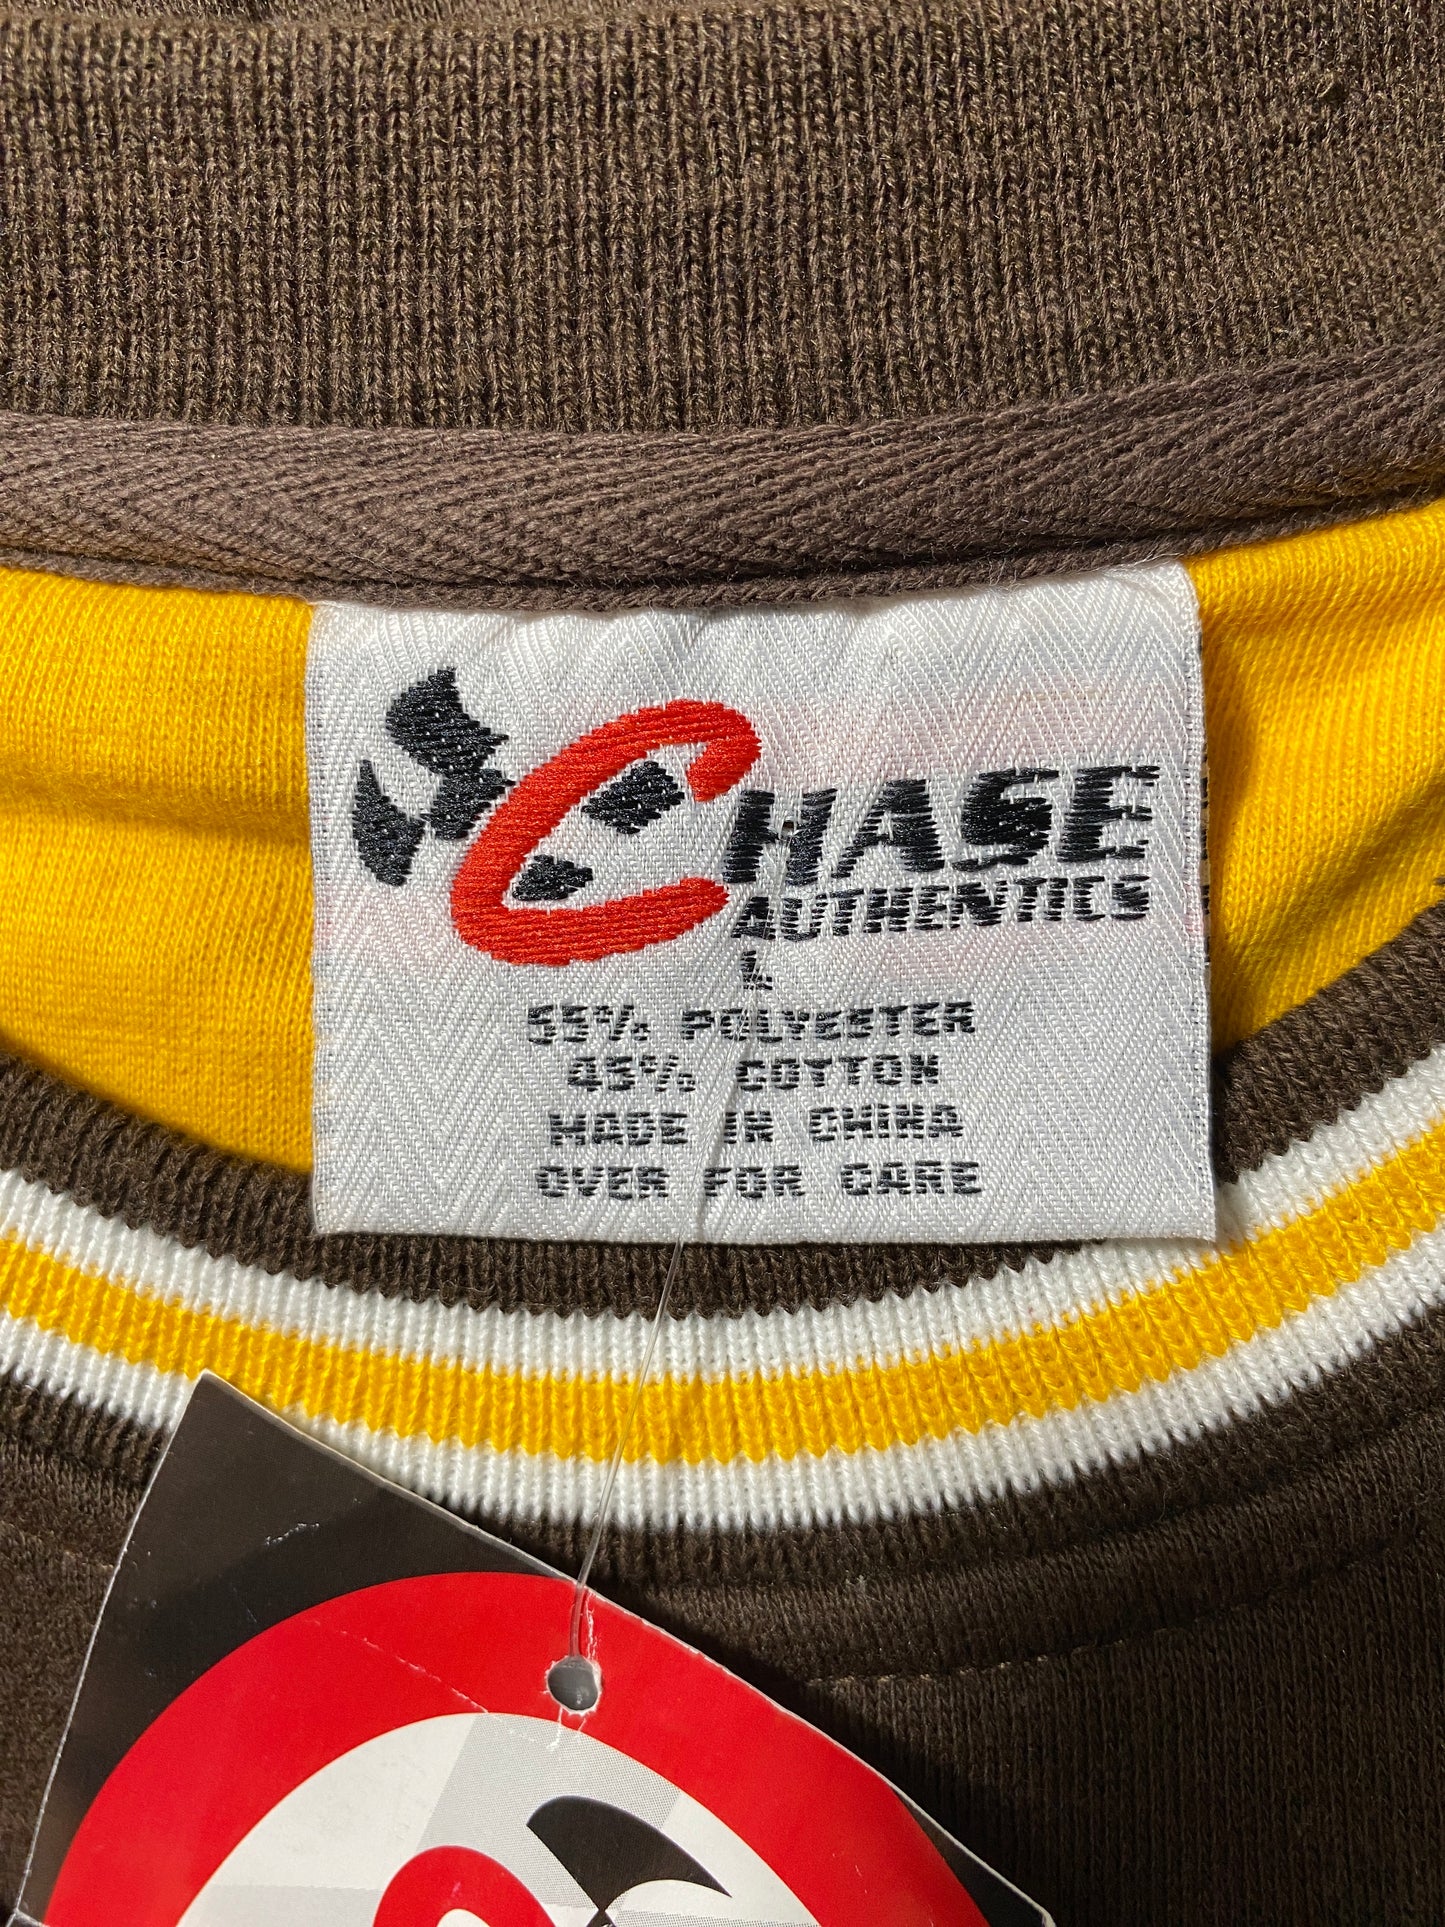 CHASE
AUTHENTICS
L
55% POLYESTER
45% COTTON
MADE IN CHINA
OVER FOR CARE